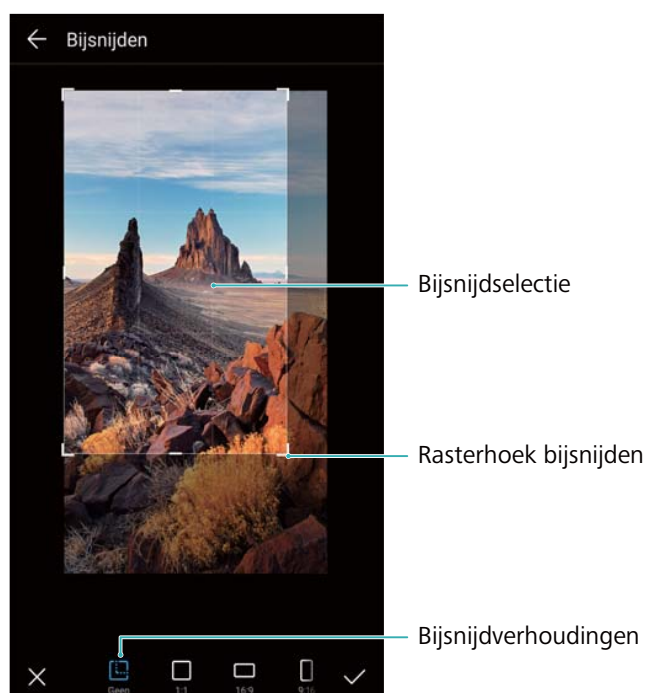 Bijsnijden
Bijsnijdselectie
Rasterhoek bijsnijden
Bijsnijdverhoudingen
Geen 1:1 16:9 9:16